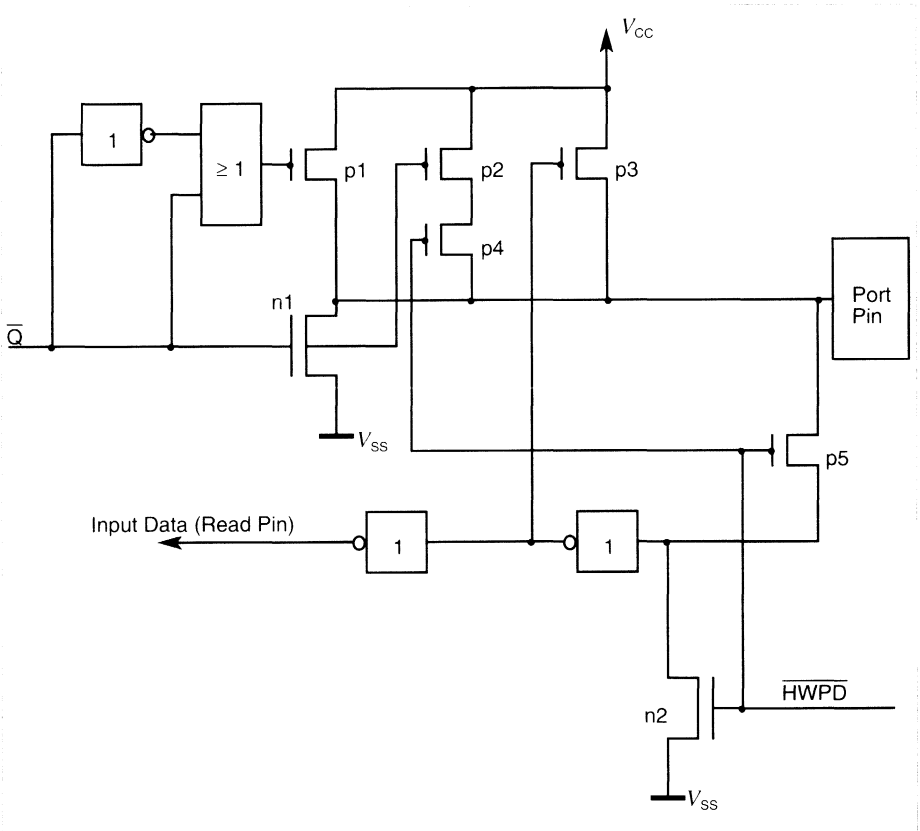 V_CC
1
≥ 1
p1
p2
p3
p4
n1
Port
Pin
Q̅
V_SS
p5
Input Data (Read Pin)
1
1
H̅W̅P̅D̅
n2
V_SS